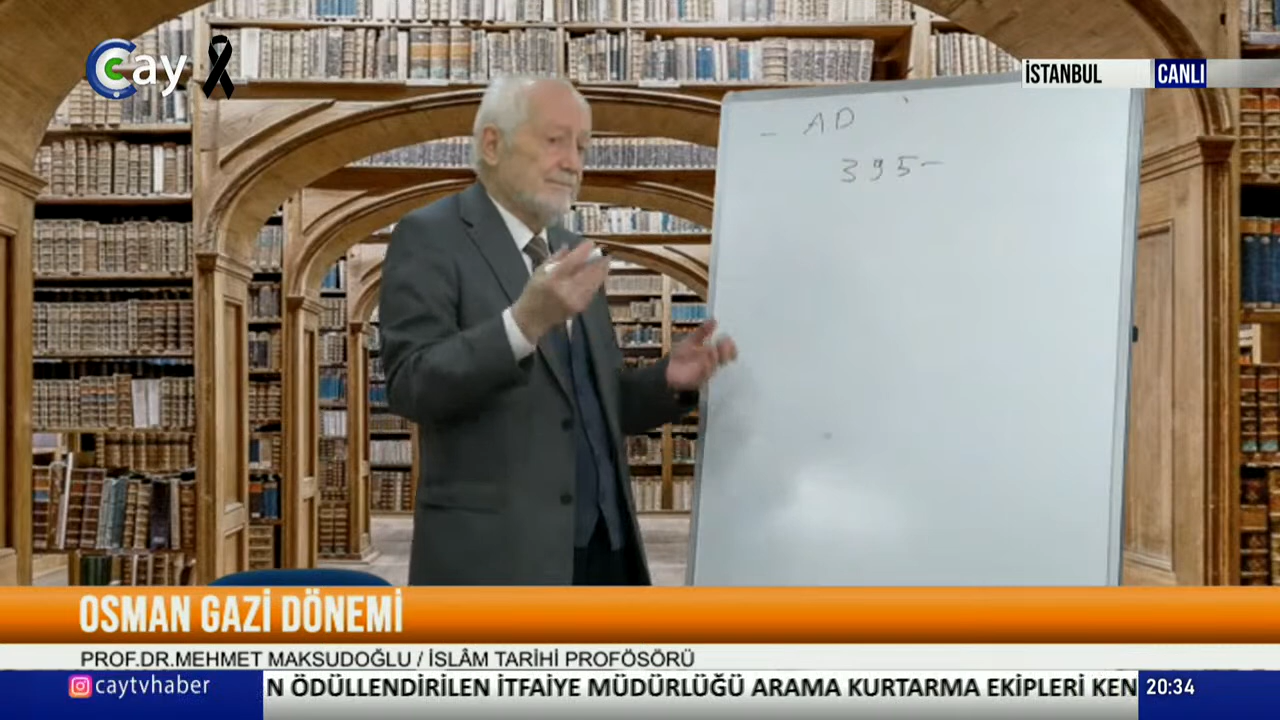 Çay
İSTANBUL CANLI
- AD
395-
OSMAN GAZİ DÖNEMİ
PROF.DR.MEHMET MAKSUDOĞLU / İSLÂM TARİHİ PROFÖSÖRÜ
caytvhaber
N ÖDÜLLENDİRİLEN İTFAİYE MÜDÜRLÜĞÜ ARAMA KURTARMA EKİPLERİ KEN
20:34